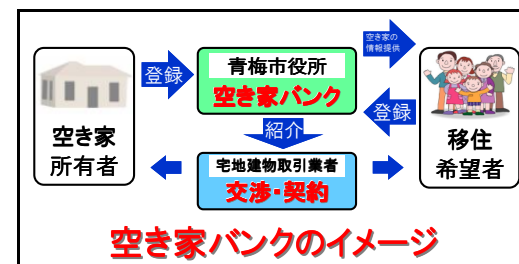 空き家の
情報提供
登録
青梅市役所
空き家バンク
登録
紹介
空き家
所有者
移住
希望者
宅地建物取引業者
交渉・契約
空き家バンクのイメージ